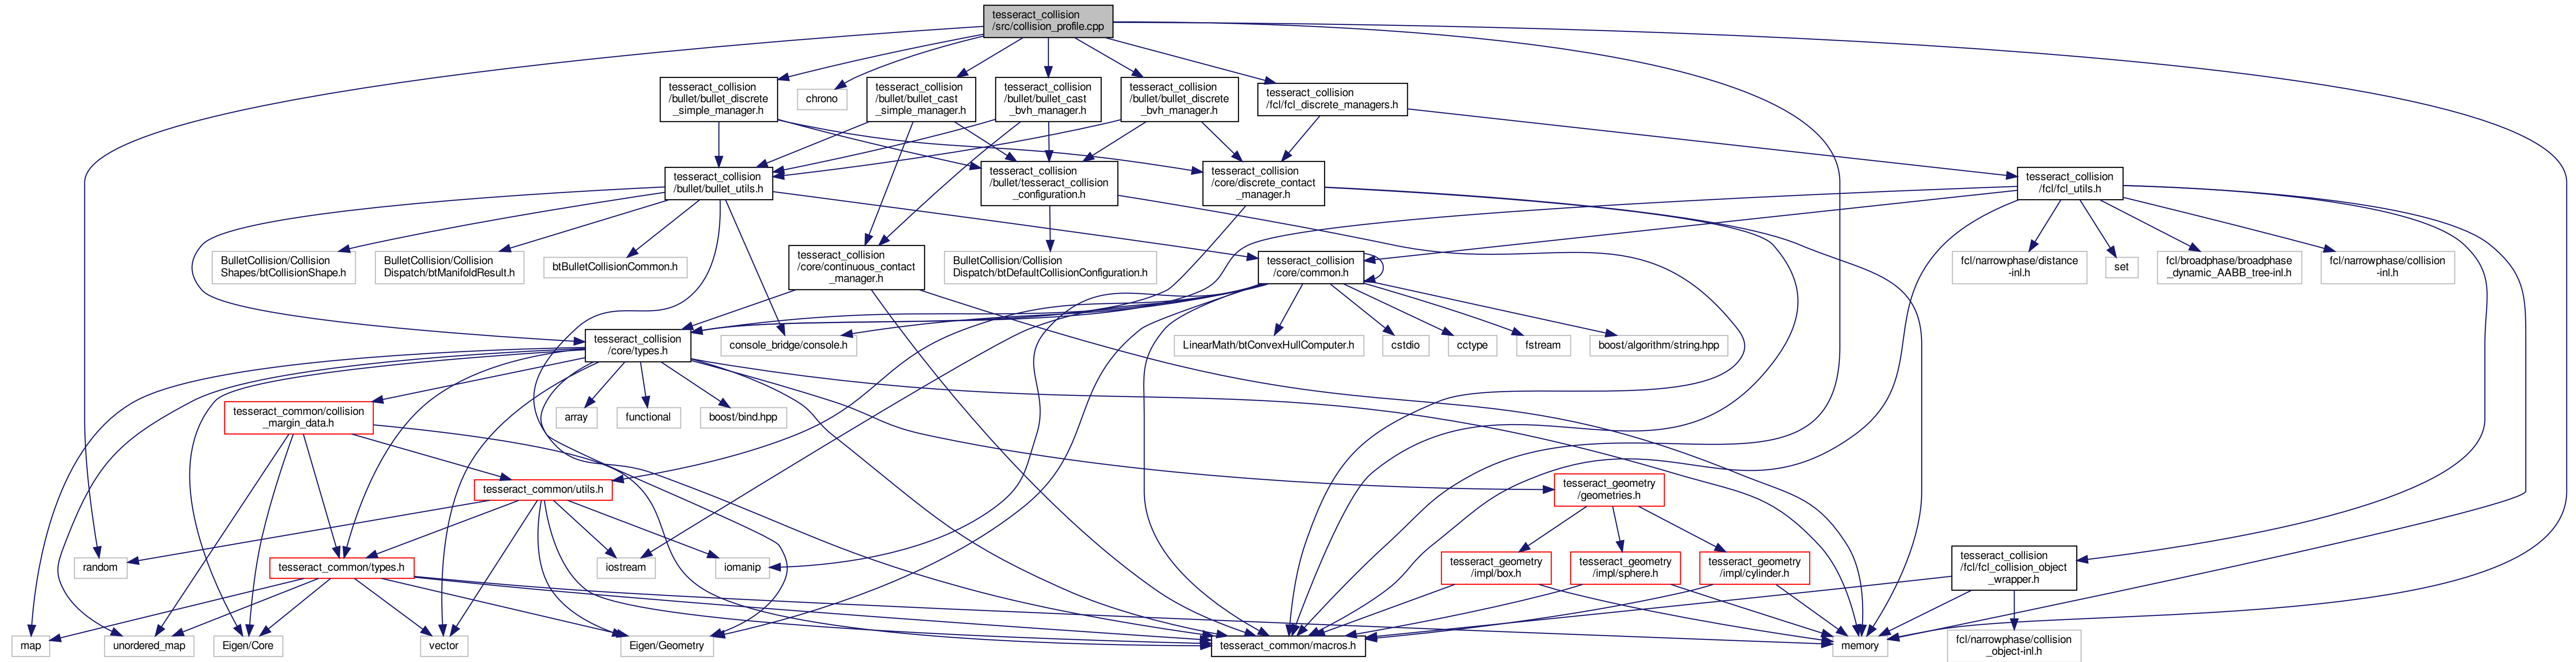 tesseract_collision
/src/collision_profile.cpp
tesseract_collision
/bullet/bullet_discrete
_simple_manager.h
chrono
tesseract_collision
/bullet/bullet_cast
_simple_manager.h
tesseract_collision
/bullet/bullet_cast
_bvh_manager.h
tesseract_collision
/bullet/bullet_discrete
_bvh_manager.h
tesseract_collision
/fcl/fcl_discrete_managers.h
tesseract_collision
/bullet/bullet_utils.h
tesseract_collision
/bullet/tesseract_collision
_configuration.h
tesseract_collision
/core/discrete_contact
_manager.h
tesseract_collision
/fcl/fcl_utils.h
BulletCollision/Collision
Shapes/btCollisionShape.h
BulletCollision/Collision
Dispatch/btManifoldResult.h
btBulletCollisionCommon.h
tesseract_collision
/core/continuous_contact
_manager.h
BulletCollision/Collision
Dispatch/btDefaultCollisionConfiguration.h
tesseract_collision
/core/common.h
fcl/narrowphase/distance
-inl.h
set
fcl/broadphase/broadphase
_dynamic_AABB_tree-inl.h
fcl/narrowphase/collision
-inl.h
tesseract_collision
/core/types.h
console_bridge/console.h
LinearMath/btConvexHullComputer.h
cstdio
cctype
fstream
boost/algorithm/string.hpp
tesseract_common/collision
_margin_data.h
array
functional
boost/bind.hpp
tesseract_common/utils.h
tesseract_geometry
/geometries.h
random
tesseract_common/types.h
iostream
iomanip
tesseract_geometry
/impl/box.h
tesseract_geometry
/impl/sphere.h
tesseract_geometry
/impl/cylinder.h
tesseract_collision
/fcl/fcl_collision_object
_wrapper.h
map
unordered_map
Eigen/Core
vector
Eigen/Geometry
tesseract_common/macros.h
memory
fcl/narrowphase/collision
_object-inl.h